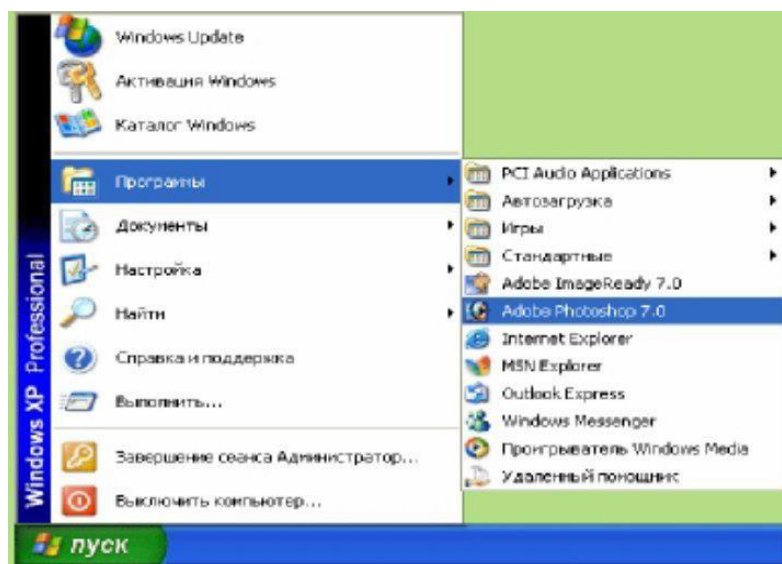 Windows Update
Активация Windows
Каталог Windows
Программы
Документы
Настройка
Найти
Справка и поддержка
Выполнить...
Завершение сеанса Администратор...
Выключить компьютер...
Windows XP Professional
PCI Audio Applications
Автозагрузка
Игры
Стандартные
Adobe ImageReady 7.0
Adobe Photoshop 7.0
Internet Explorer
MSN Explorer
Outlook Express
Windows Messenger
Проигрыватель Windows Media
Удаленный помощник
пуск